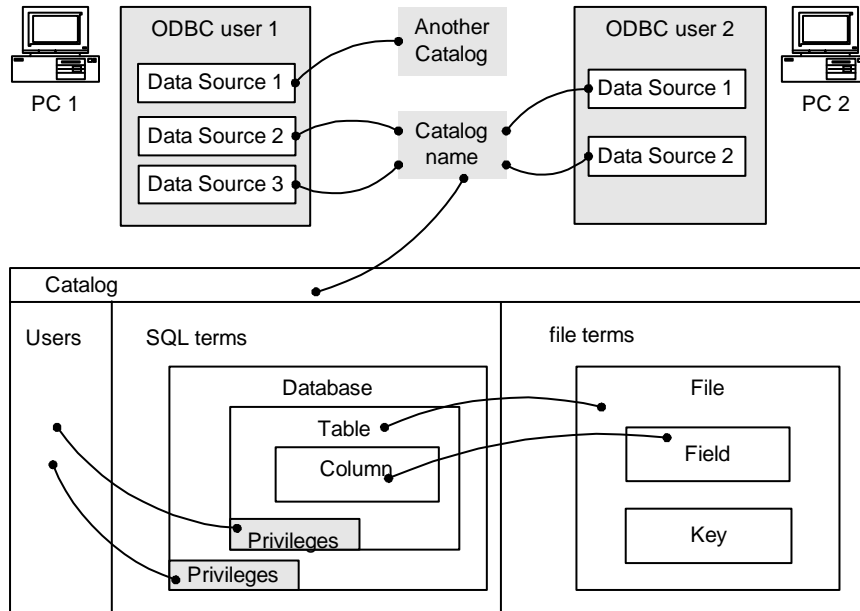 ODBC user 1
Another
Catalog
ODBC user 2
PC 1
Data Source 1
Data Source 2
Data Source 3
Catalog
name
Data Source 1
Data Source 2
PC 2
Catalog
Users
SQL terms
file terms
Database
Table
Column
Privileges
Privileges
File
Field
Key